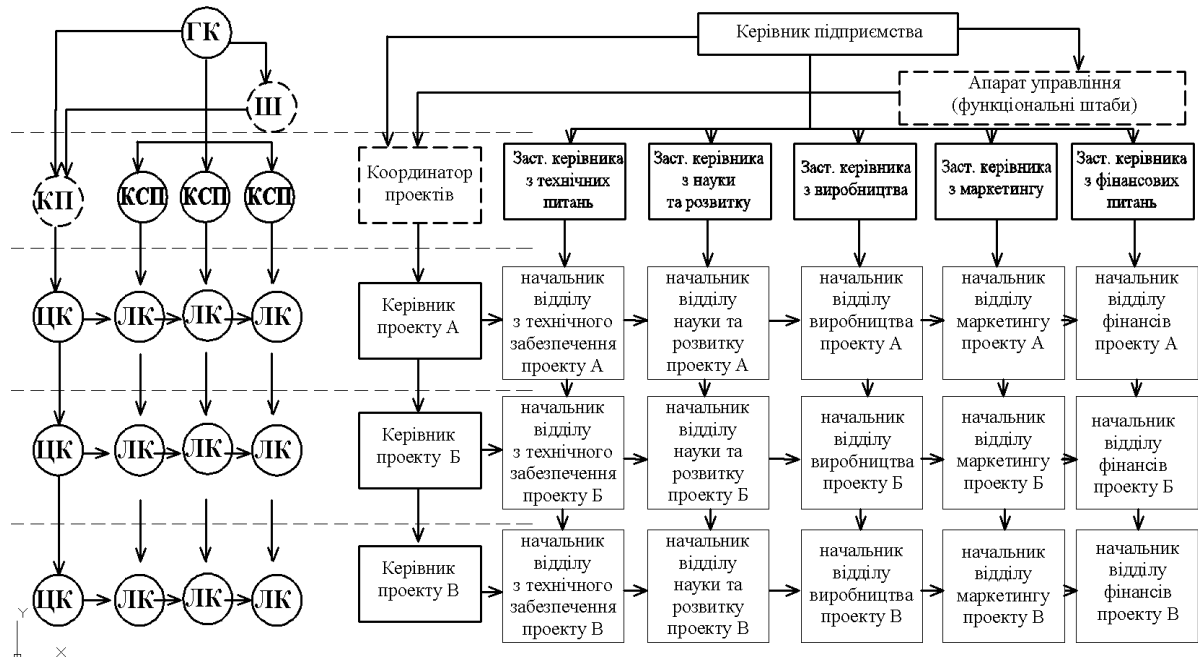 ГК
Ш
КП
КСП
КСП
КСП
ЦК
ЛК
ЛК
ЛК
ЦК
ЛК
ЛК
ЛК
ЦК
ЛК
ЛК
ЛК
Y
X
Керівник підприємства
Апарат управління
(функціональні штаби)
Координатор
проектів
Заст. керівника
з технічних
питань
Заст. керівника
з науки
та розвитку
Заст. керівника
з виробництва
Заст. керівника
з маркетингу
Заст. керівника
з фінансових
питань
Керівник
проекту А
начальник
відділу
з технічного
забезпечення
проекту А
начальник
відділу
науки та
розвитку
проекту А
начальник
відділу
виробництва
проекту А
начальник
відділу
маркетингу
проекту А
начальник
відділу
фінансів
проекту А
Керівник
проекту Б
начальник
відділу
з технічного
забезпечення
проекту Б
начальник
відділу
науки та
розвитку
проекту Б
начальник
відділу
виробництва
проекту Б
начальник
відділу
маркетингу
проекту Б
начальник
відділу
фінансів
проекту Б
Керівник
проекту В
начальник
відділу
з технічного
забезпечення
проекту В
начальник
відділу
науки та
розвитку
проекту В
начальник
відділу
виробництва
проекту В
начальник
відділу
маркетингу
проекту В
начальник
відділу
фінансів
проекту В